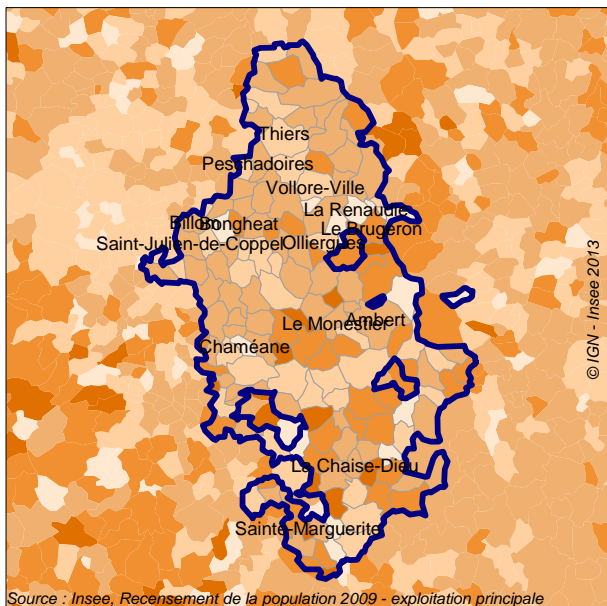 Thiers
Peschadoires
Vollore-Ville
La Renaudie
Billom Bongheat Le Brugeron
Saint-Julien-de-Coppel Olliergues
Le Monestier Ambert
Chaméane
La Chaise-Dieu
Sainte-Marguerite
© IGN - Insee 2013
Source : Insee, Recensement de la population 2009 - exploitation principale